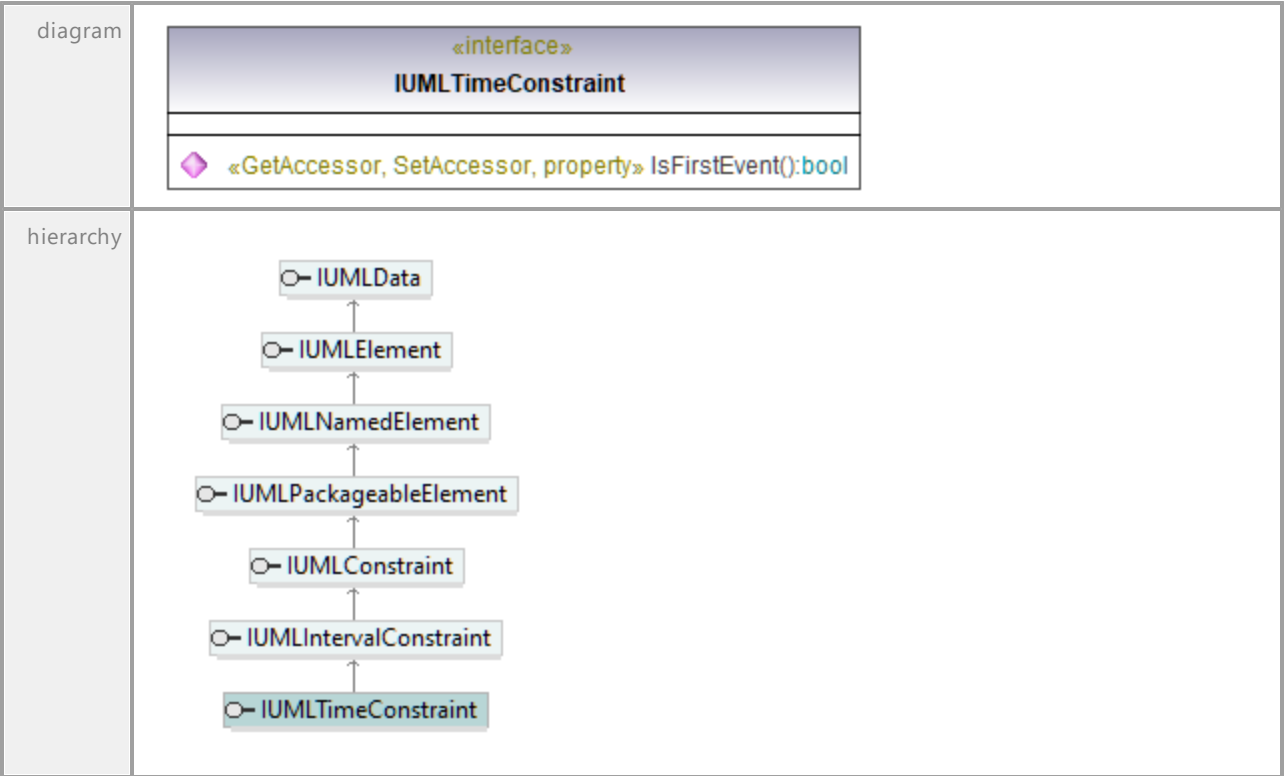 diagram
«interface»
IUMLTimeConstraint
«GetAccessor, SetAccessor, property» IsFirstEvent():bool
hierarchy
IUMLData
IUMLElement
IUMLNamedElement
IUMLPackageableElement
IUMLConstraint
IUMLIntervalConstraint
IUMLTimeConstraint